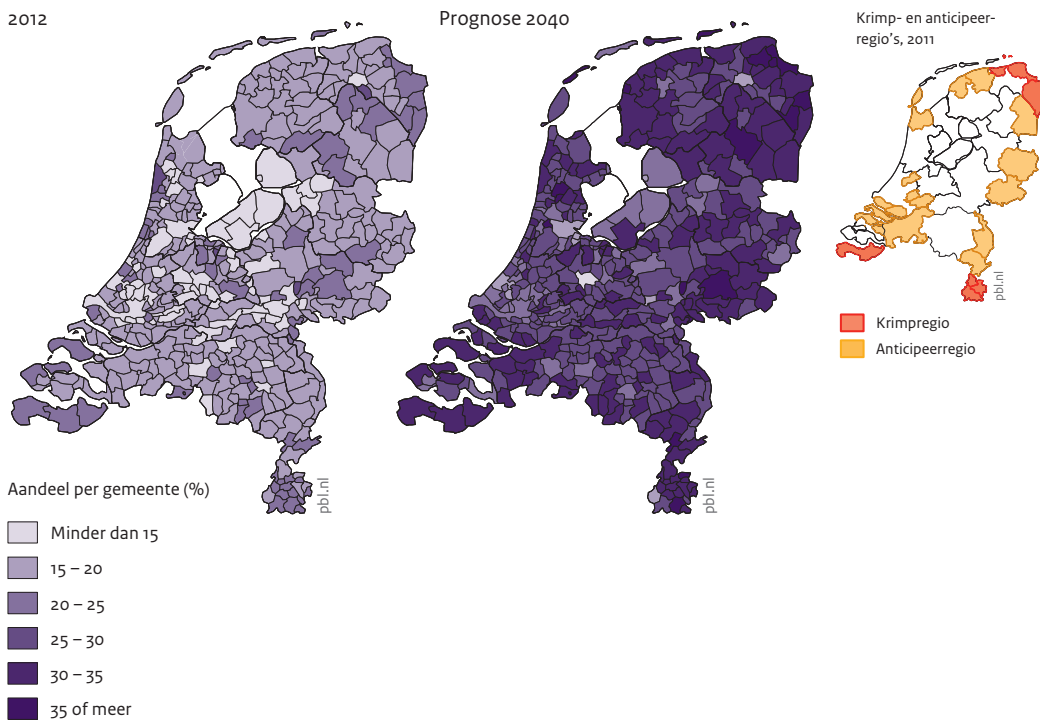 2012
Prognose 2040
Krimp- en anticipeer-
regio's, 2011
pbl.nl
Krimpregio
Anticipeerregio
pbl.nl
pbl.nl
Aandeel per gemeente (%)
Minder dan 15
15 – 20
20 – 25
25 – 30
30 – 35
35 of meer